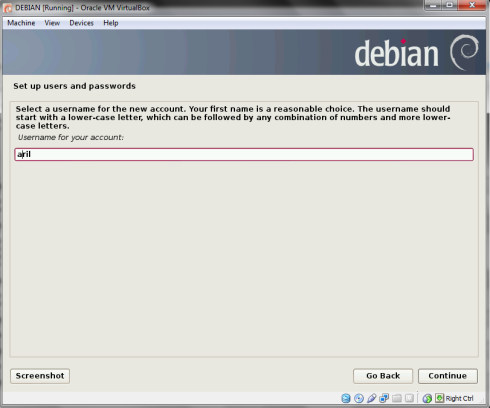 DEBIAN [Running] - Oracle VM VirtualBox
Machine View Devices Help
debian
Set up users and passwords
Select a username for the new account. Your first name is a reasonable choice. The username should
start with a lower-case letter, which can be followed by any combination of numbers and more lower-
case letters.
Username for your account:
aril
Screenshot Go Back Continue
Right Ctrl